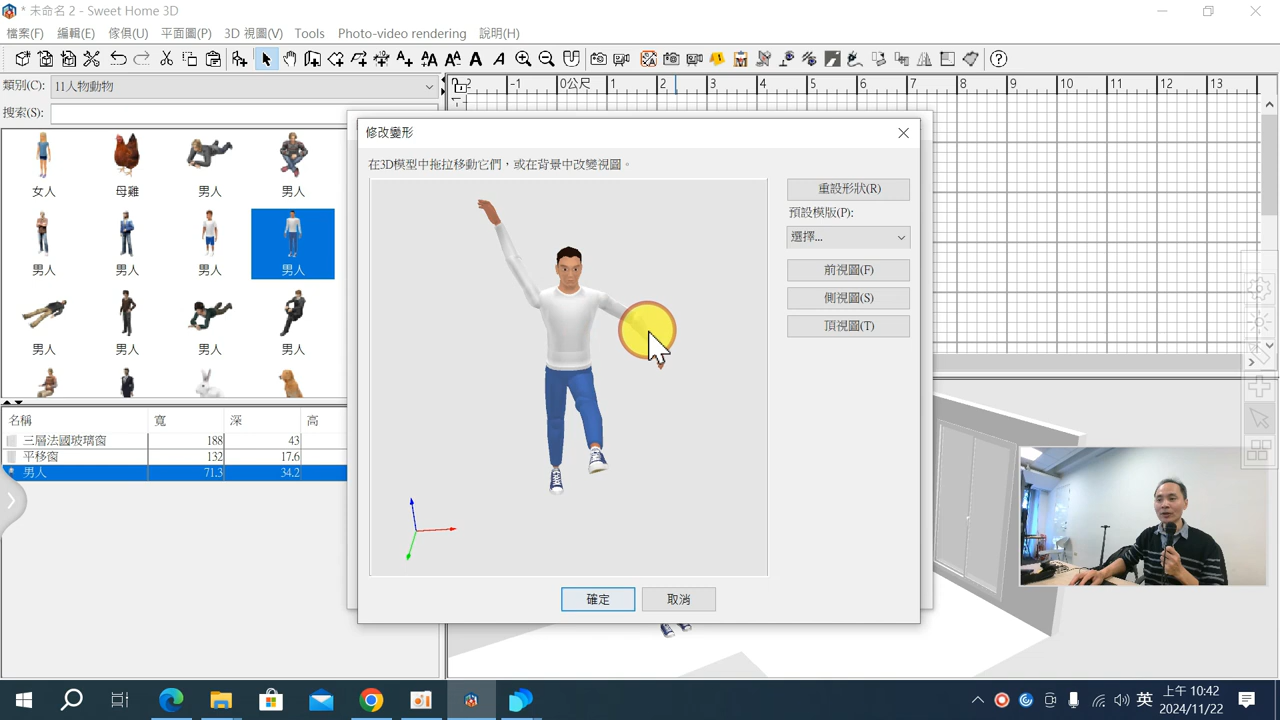 * 未命名 2 - Sweet Home 3D
檔案(F) 編輯(E) 傢俱(U) 平面圖(P) 3D 視圖(V) Tools Photo-video rendering 說明(H)
類別(C): 11人物動物
搜索(S):
-2 -1 0公尺 1 2 3 4 5 6 7 8 9 10 11 12 13
女人 母雞 男人 男人
男人 男人 男人 男人
男人 男人 男人 男人
名稱 寬 深 高
三層法國玻璃窗 188 43
平移窗 132 17.6
男人 71.3 34.2
修改變形
在3D模型中拖拉移動它們，或在背景中改變視圖。
重設形狀(R)
預設模版(P):
選擇...
前視圖(F)
側視圖(S)
頂視圖(T)
確定 取消
英
上午 10:42
2024/11/22